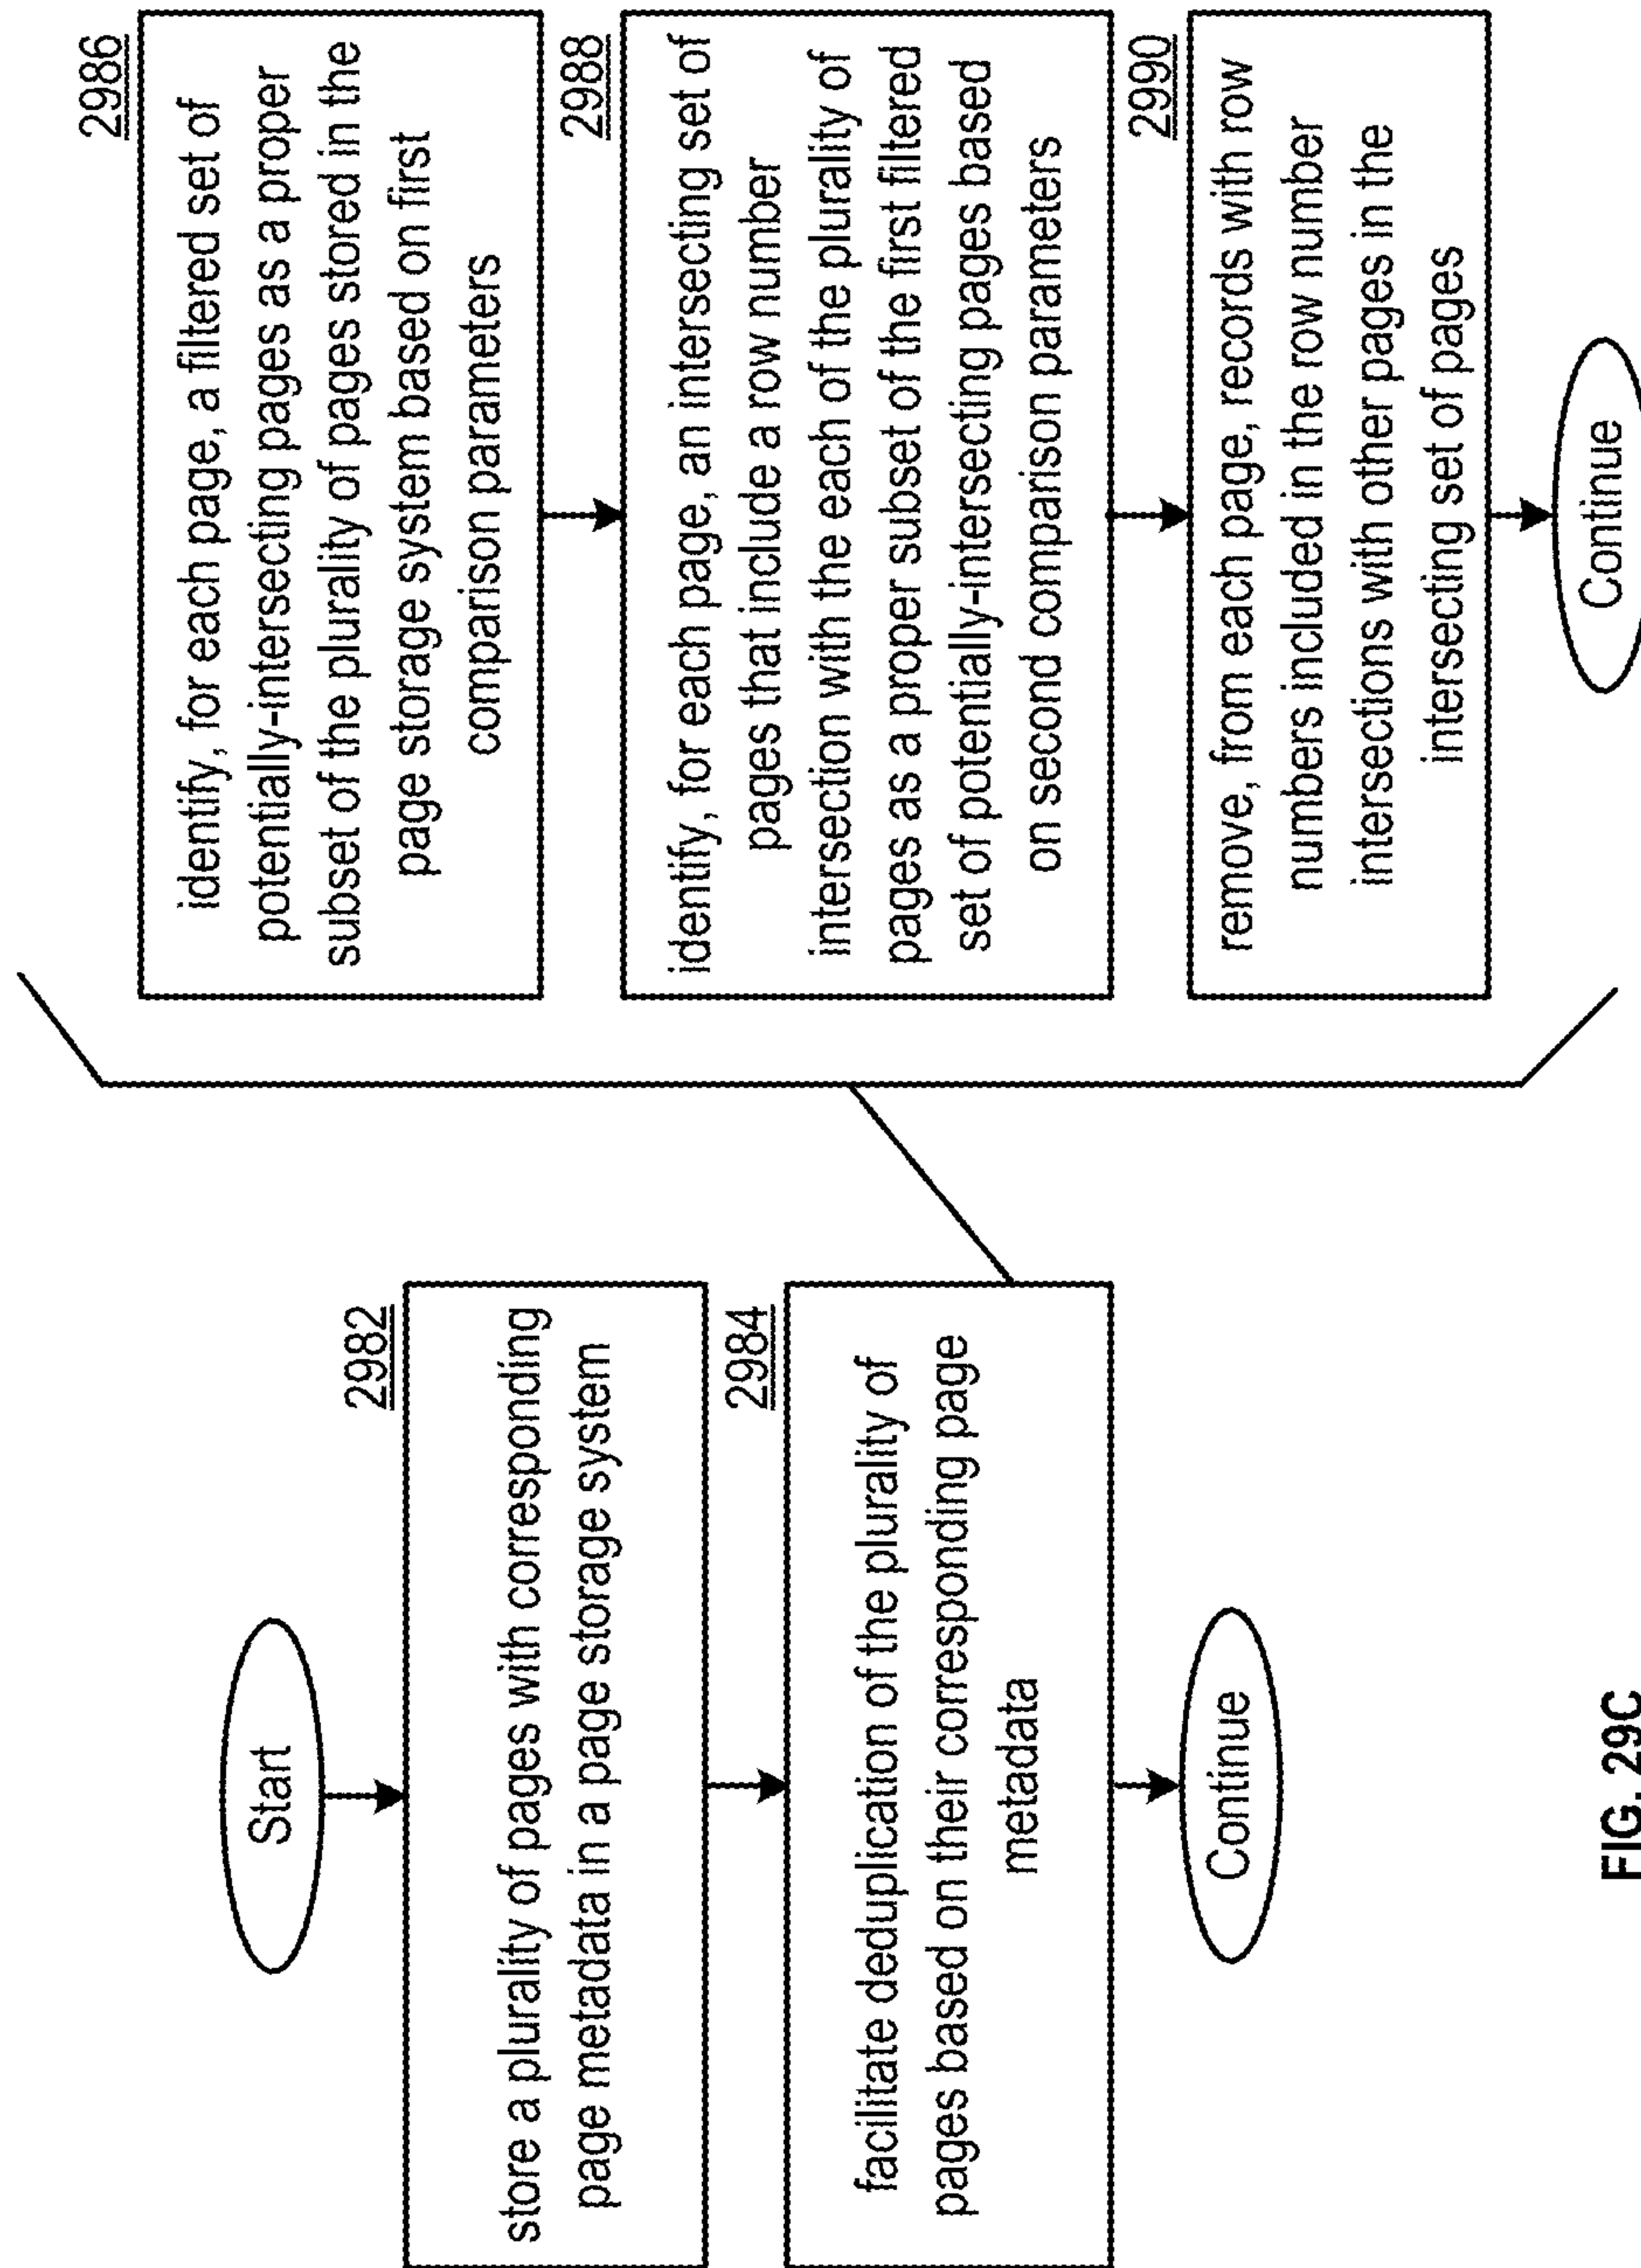 Start
2982
store a plurality of pages with corresponding
page metadata in a page storage system
2984
facilitate deduplication of the plurality of
pages based on their corresponding page
metadata
Continue
2986
identify, for each page, a filtered set of
potentially-intersecting pages as a proper
subset of the plurality of pages stored in the
page storage system based on first
comparison parameters
2988
identify, for each page, an intersecting set of
pages that include a row number
intersection with the each of the plurality of
pages as a proper subset of the first filtered
set of potentially-intersecting pages based
on second comparison parameters
2990
remove, from each page, records with row
numbers included in the row number
intersections with other pages in the
intersecting set of pages
Continue
FIG. 29C